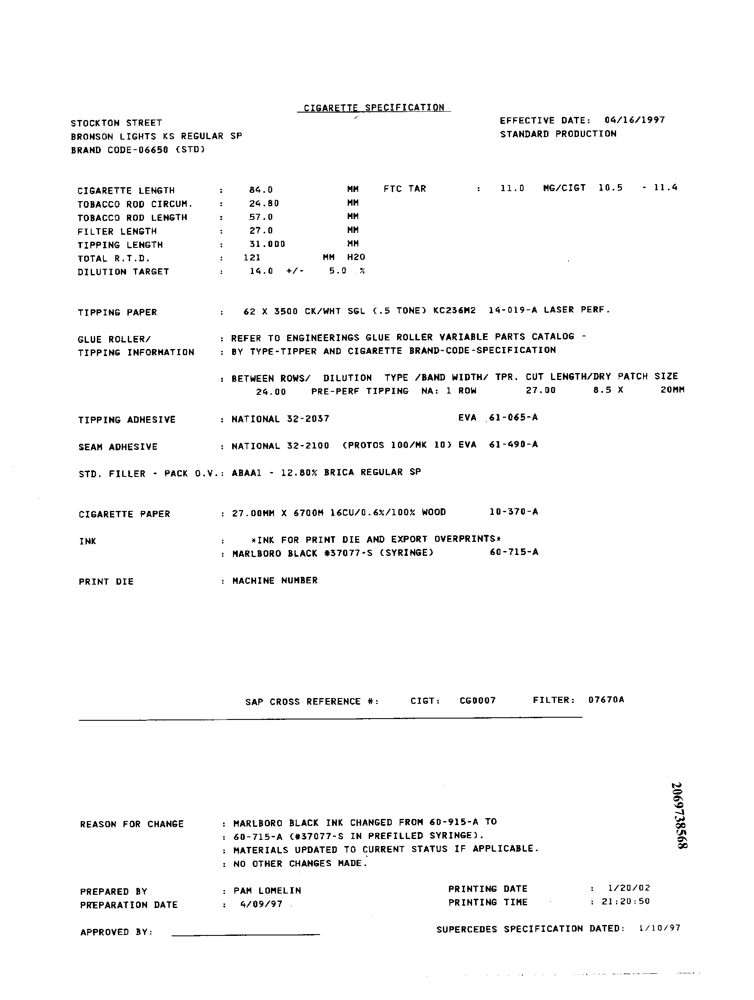 CIGARETTE SPECIFICATION
STOCKTON STREET EFFECTIVE DATE: 04/16/1997
BRONSON LIGHTS KS REGULAR SP STANDARD PRODUCTION
BRAND CODE-06650 (STD)
CIGARETTE LENGTH : 84.0 MM FTC TAR : 11.0 MG/CIGT 10.5 - 11.4
TOBACCO ROD CIRCUM. : 24.80 MM
TOBACCO ROD LENGTH : 57.0 MM
FILTER LENGTH : 27.0 MM
TIPPING LENGTH : 31.000 MM
TOTAL R.T.D. : 121 MM H2O
DILUTION TARGET : 14.0 +/- 5.0 %
TIPPING PAPER : 62 X 3500 CK/WHT SGL (.5 TONE) KC236M2 14-019-A LASER PERF.
GLUE ROLLER/ : REFER TO ENGINEERINGS GLUE ROLLER VARIABLE PARTS CATALOG -
TIPPING INFORMATION : BY TYPE-TIPPER AND CIGARETTE BRAND-CODE-SPECIFICATION
: BETWEEN ROWS/ DILUTION TYPE /BAND WIDTH/ TPR. CUT LENGTH/DRY PATCH SIZE
24.00 PRE-PERF TIPPING NA: 1 ROW 27.00 8.5 X 20MM
TIPPING ADHESIVE : NATIONAL 32-2037 EVA 61-065-A
SEAM ADHESIVE : NATIONAL 32-2100 (PROTOS 100/MK 10) EVA 61-490-A
STD. FILLER - PACK O.V.: ABAA1 - 12.80% BRICA REGULAR SP
CIGARETTE PAPER : 27.00MM X 6700M 16CU/0.6%/100% WOOD 10-370-A
INK : *INK FOR PRINT DIE AND EXPORT OVERPRINTS*
: MARLBORO BLACK #37077-S (SYRINGE) 60-715-A
PRINT DIE : MACHINE NUMBER
SAP CROSS REFERENCE #: CIGT: CG0007 FILTER: 07670A
2069738568
REASON FOR CHANGE : MARLBORO BLACK INK CHANGED FROM 60-915-A TO
: 60-715-A (#37077-S IN PREFILLED SYRINGE).
: MATERIALS UPDATED TO CURRENT STATUS IF APPLICABLE.
: NO OTHER CHANGES MADE.
PREPARED BY : PAM LOMELIN PRINTING DATE : 1/20/02
PREPARATION DATE : 4/09/97 PRINTING TIME : 21:20:50
APPROVED BY: SUPERCEDES SPECIFICATION DATED: 1/10/97